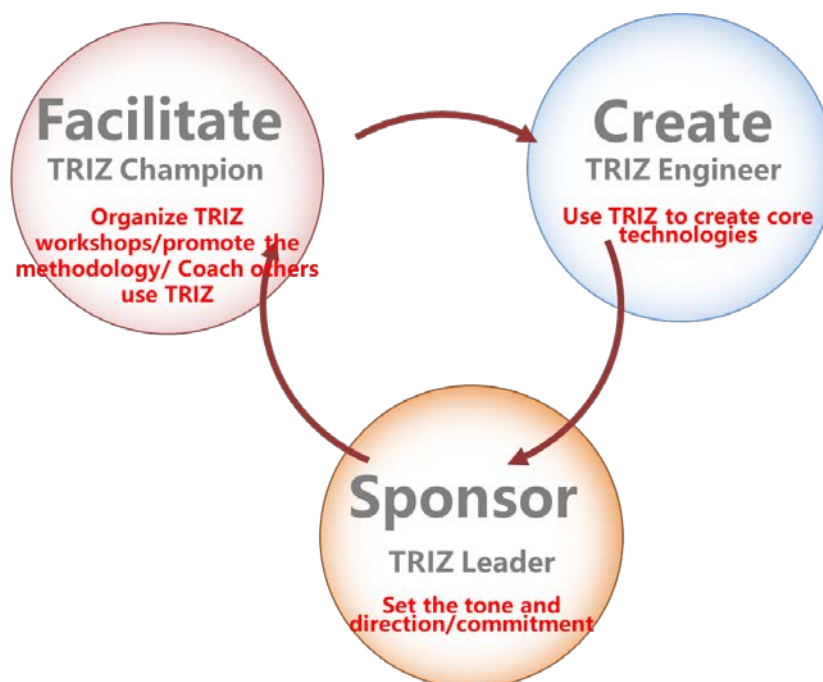 Facilitate
TRIZ Champion
Organize TRIZ
workshops/promote the
methodology/ Coach others
use TRIZ
Create
TRIZ Engineer
Use TRIZ to create core
technologies
Sponsor
TRIZ Leader
Set the tone and
direction/commitment